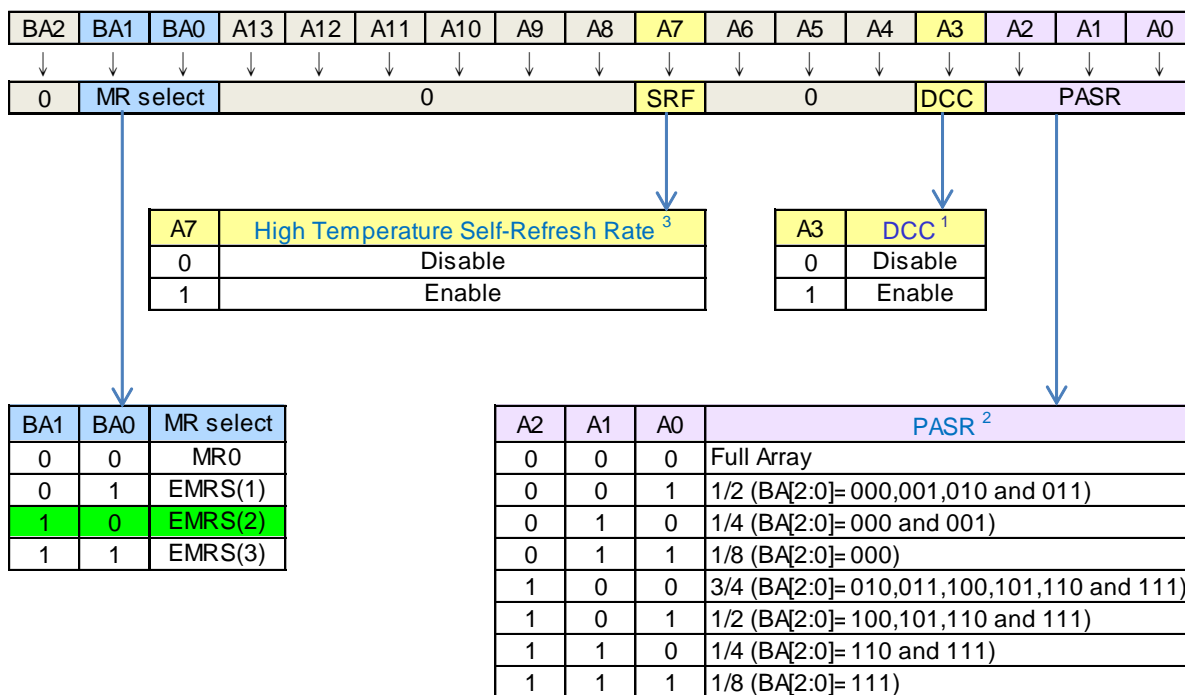 BA2 BA1 BA0 A13 A12 A11 A10 A9 A8 A7 A6 A5 A4 A3 A2 A1 A0
0 MR select 0 SRF 0 DCC PASR
A7 High Temperature Self-Refresh Rate 3
0 Disable
1 Enable
A3 DCC 1
0 Disable
1 Enable
BA1 BA0 MR select
0 0 MR0
0 1 EMRS(1)
1 0 EMRS(2)
1 1 EMRS(3)
A2 A1 A0 PASR 2
0 0 0 Full Array
0 0 1 1/2 (BA[2:0]=000,001,010 and 011)
0 1 0 1/4 (BA[2:0]=000 and 001)
0 1 1 1/8 (BA[2:0]=000)
1 0 0 3/4 (BA[2:0]=010,011,100,101,110 and 111)
1 0 1 1/2 (BA[2:0]=100,101,110 and 111)
1 1 0 1/4 (BA[2:0]=110 and 111)
1 1 1 1/8 (BA[2:0]=111)